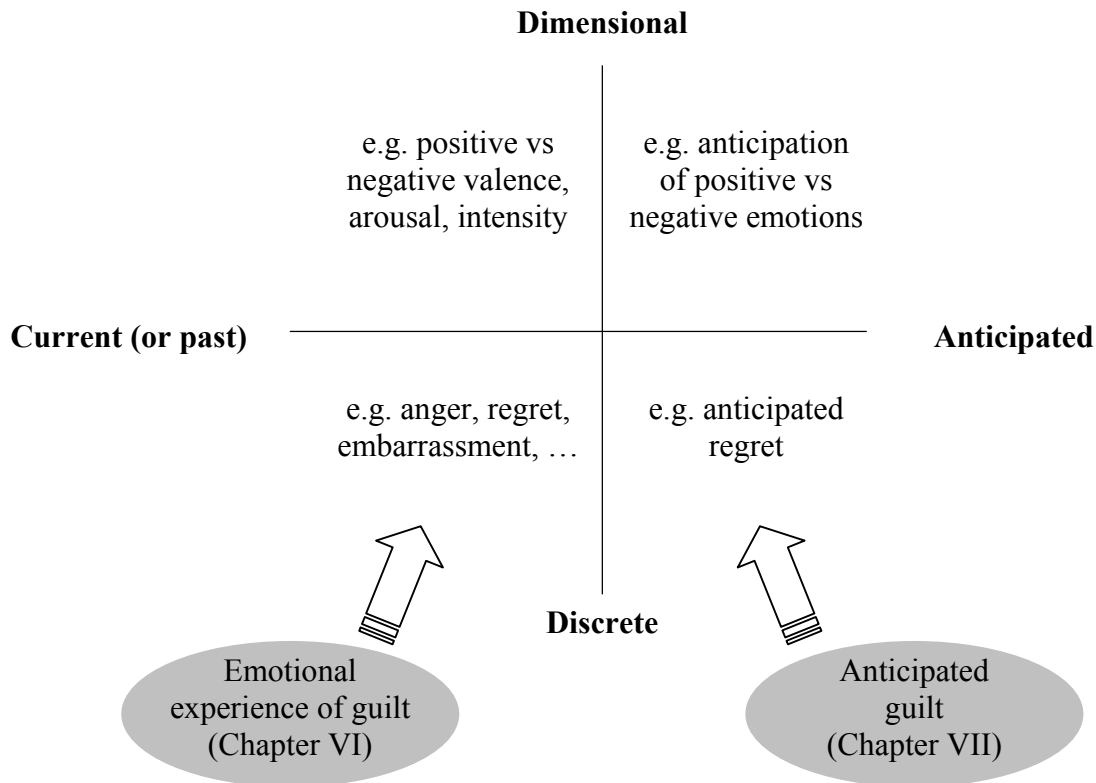 Dimensional
e.g. positive vs
negative valence,
arousal, intensity
e.g. anticipation
of positive vs
negative emotions
Current (or past)
Anticipated
e.g. anger, regret,
embarrassment, …
e.g. anticipated
regret
Discrete
Emotional
experience of guilt
(Chapter VI)
Anticipated
guilt
(Chapter VII)